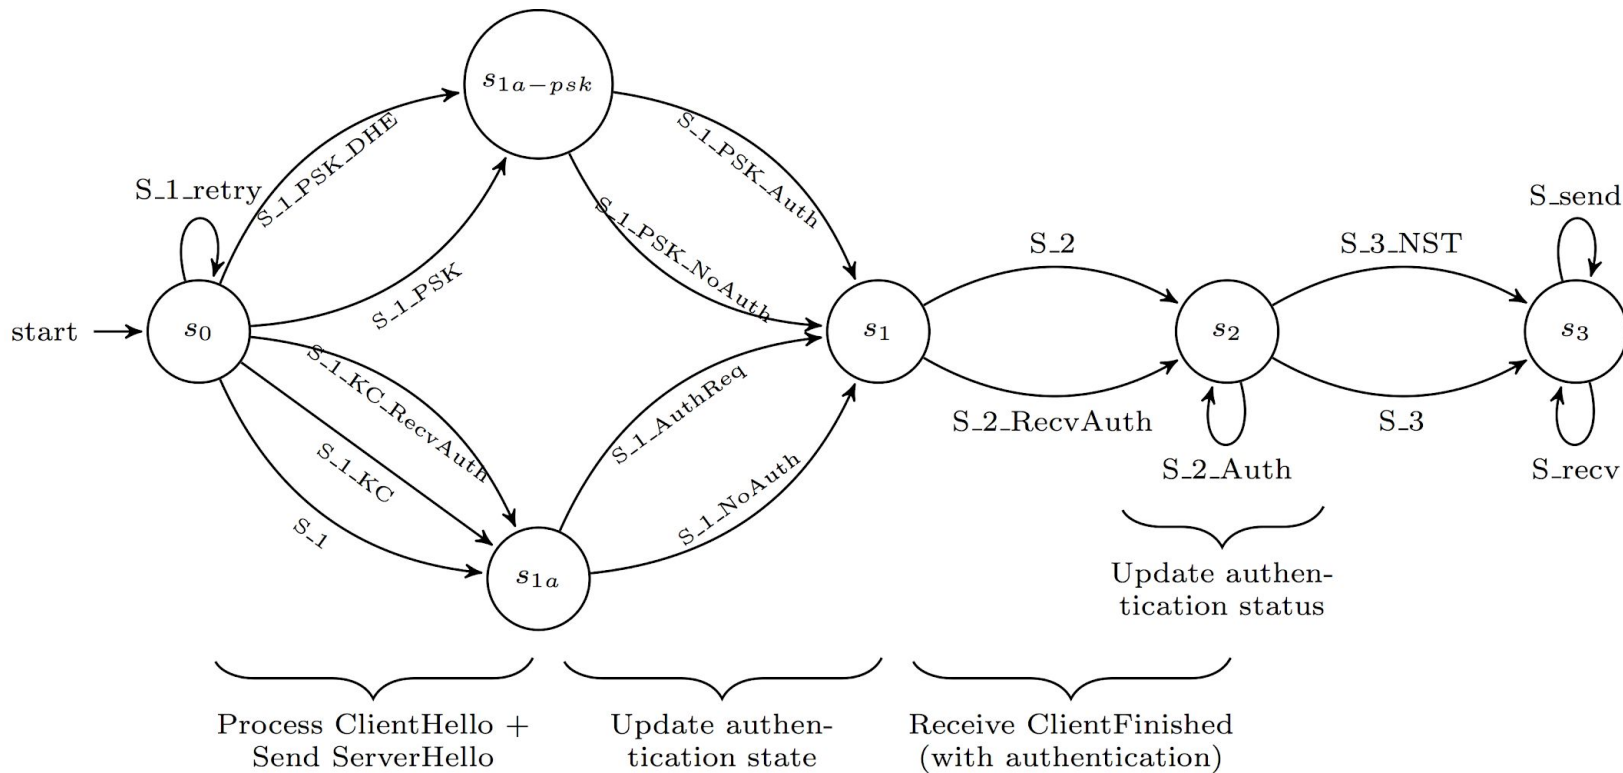 s1a−psk
S_1_PSK_DHE
S_1_PSK_Auth
S_1_retry
S_send
S_1_PSK_NoAuth
S_1_PSK
S_2
S_3_NST
start
s0
s1
s2
s3
S_1_KC_RecvAuth
S_1_AuthReq
S_2_RecvAuth
S_3
S_1_KC
S_2_Auth
S_recv
S_1_NoAuth
S_1
s1a
Update authen-
tication status
Process ClientHello +
Send ServerHello
Update authen-
tication state
Receive ClientFinished
(with authentication)